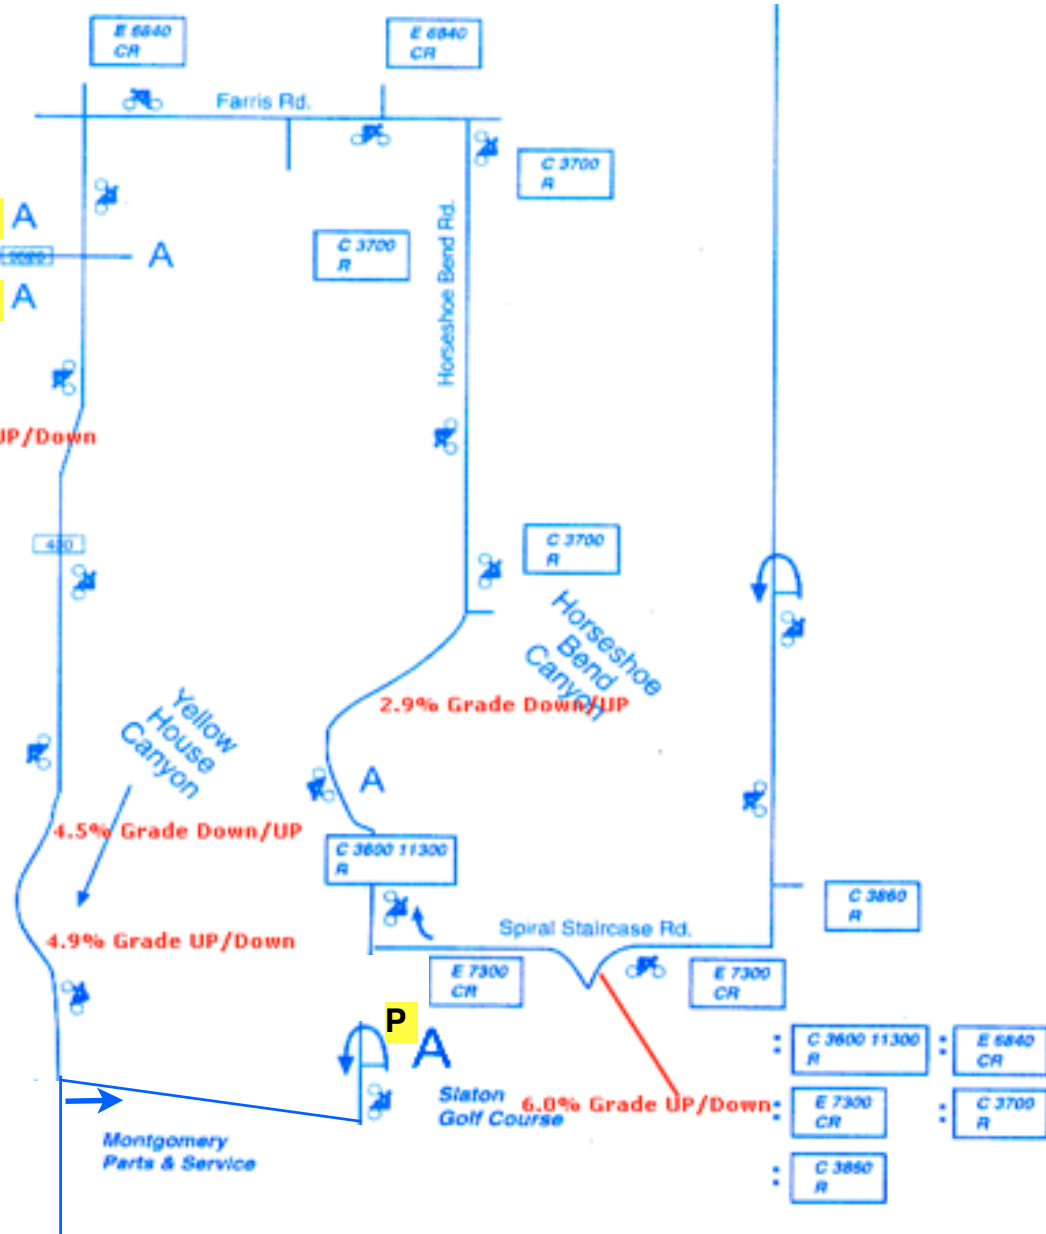 E 6840
CR
E 6840
CR
Farris Rd.
C 3700
R
A
A
C 3700
R
Horseshoe Bend Rd.
A
UP/Down
C 3700
R
400
Horseshoe
Bend
Canyon
2.9% Grade Down/UP
Yellow
House
Canyon
A
4.5% Grade Down/UP
C 3600 11300
R
C 3860
R
Spiral Staircase Rd.
4.9% Grade UP/Down
E 7300
CR
E 7300
CR
P
A
C 3600 11300
R
E 6840
CR
Slaton
Golf Course
6.0% Grade UP/Down
E 7300
CR
C 3700
R
Montgomery
Parts & Service
C 3860
R